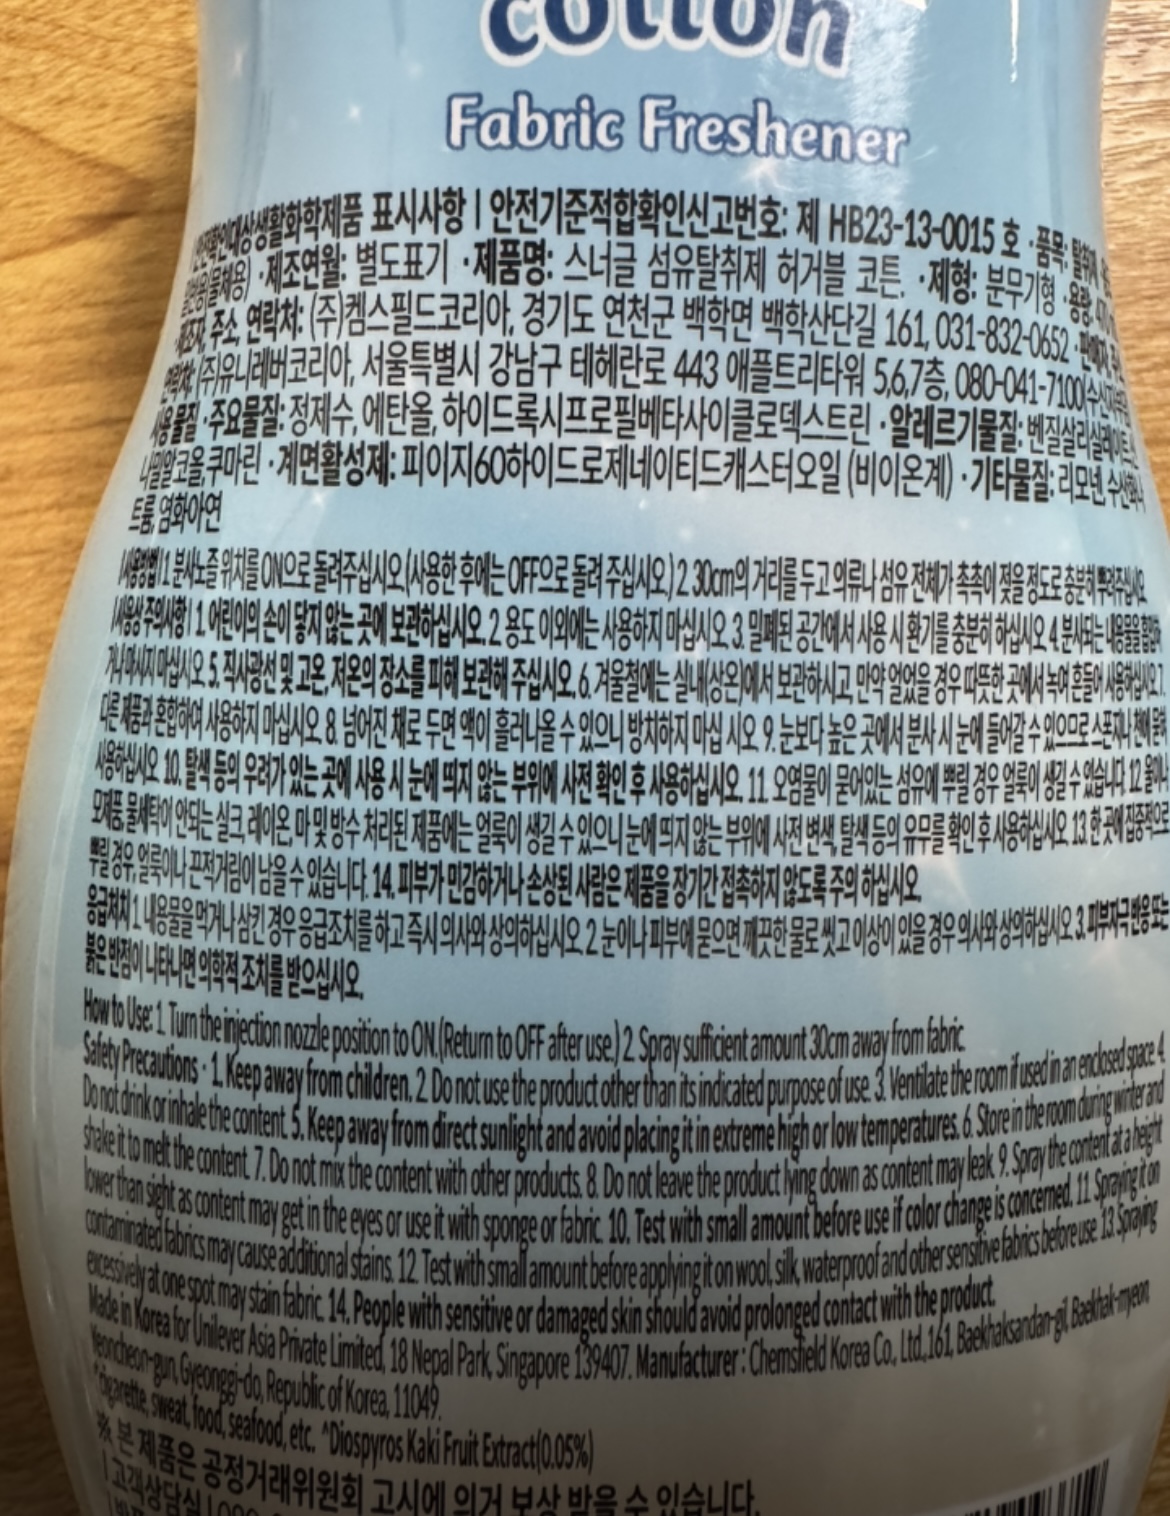 cotton
Fabric Freshener
안전확인대상생활화학제품 표시사항 | 안전기준적합확인신고번호: 제 HB23-13-0015 호 ·품목: 탈취제
·제조연월: 별도표기 ·제품명: 스너글 섬유탈취제 허거블 코튼. ·제형: 분무기형 ·용량:
·제조자, 주소, 연락처: (주)켐스필드코리아, 경기도 연천군 백학면 백학산단길 161, 031-832-0652 ·판매자,
연락처: (주)유니레버코리아, 서울특별시 강남구 테헤란로 443 애플트리타워 5,6,7층, 080-041-7100
사용물질 ·주요물질: 정제수, 에탄올, 하이드록시프로필베타사이클로덱스트린 ·알레르기물질: 벤질살리실레이트,
나밀알코올,쿠마린 ·계면활성제: 피이지60하이드로제네이티드캐스터오일 (비이온계) ·기타물질: 리모넨, 수산화나
트륨, 염화아연
|사용방법| 1. 분사노즐 위치를 ON으로 돌려주십시오.(사용한 후에는 OFF으로 돌려 주십시오.) 2. 30cm의 거리를 두고 의류나 섬유 전체가 촉촉이 젖을 정도로 충분히 뿌려주십시오.
|사용상 주의사항| 1. 어린이의 손이 닿지 않는 곳에 보관하십시오. 2. 용도 이외에는 사용하지 마십시오. 3. 밀폐된 공간에서 사용 시 환기를 충분히 하십시오. 4. 분사되는 내용물을 흡입하
거나 마시지 마십시오. 5. 직사광선 및 고온, 저온의 장소를 피해 보관해 주십시오. 6. 겨울철에는 실내(상온)에서 보관하시고, 만약 얼었을 경우 따뜻한 곳에서 녹여 흔들어 사용하십시오. 7.
다른 제품과 혼합하여 사용하지 마십시오. 8. 넘어진 채로 두면 액이 흘러나올 수 있으니 방치하지 마십 시오. 9. 눈보다 높은 곳에서 분사 시 눈에 들어갈 수 있으므로 스폰지나 천에
사용하십시오. 10. 탈색 등의 우려가 있는 곳에 사용 시 눈에 띄지 않는 부위에 사전 확인 후 사용하십시오. 11. 오염물이 묻어있는 섬유에 뿌릴 경우 얼룩이 생길 수 있습니다. 12. 울이나
모제품, 물세탁이 안되는 실크, 레이온, 마 및 방수 처리된 제품에는 얼룩이 생길 수 있으니 눈에 띄지 않는 부위에 사전 변색, 탈색 등의 유무를 확인 후 사용하십시오. 13. 한 곳에 집중적으로
뿌릴 경우, 얼룩이나 끈적거림이 남을 수 있습니다. 14. 피부가 민감하거나 손상된 사람은 제품을 장기간 접촉하지 않도록 주의 하십시오.
응급처치 1. 내용물을 먹거나 삼킨 경우 응급조치를 하고 즉시 의사와 상의하십시오. 2. 눈이나 피부에 묻으면 깨끗한 물로 씻고 이상이 있을 경우 의사와 상의하십시오. 3. 피부자극 반응 또는
붉은 반점이 나타나면 의학적 조치를 받으십시오.
How to Use: 1. Turn the injection nozzle position to ON.(Return to OFF after use.) 2. Spray sufficient amount 30cm away from fabric.
Safety Precautions · 1. Keep away from children. 2. Do not use the product other than its indicated purpose of use. 3. Ventilate the room if used in an enclosed space. 4.
Do not drink or inhale the content. 5. Keep away from direct sunlight and avoid placing it in extreme high or low temperatures. 6. Store in the room during winter and
shake it to melt the content. 7. Do not mix the content with other products. 8. Do not leave the product lying down as content may leak. 9. Spray the content at a height
lower than sight as content may get in the eyes or use it with sponge or fabric. 10. Test with small amount before use if color change is concerned. 11. Spraying it on
contaminated fabrics may cause additional stains. 12. Test with small amount before applying it on wool, silk, waterproof and other sensitive fabrics before use. 13. Spraying
excessively at one spot may stain fabric. 14. People with sensitive or damaged skin should avoid prolonged contact with the product.
Made in Korea for Unilever Asia Private Limited, 18 Nepal Park, Singapore 139407. Manufacturer : Chemsfield Korea Co., Ltd.,161, Baekhaksandan-gil, Baekhak-myeon
Yeoncheon-gun, Gyeonggi-do, Republic of Korea, 11049.
*cigarette, sweat, food, seafood, etc. ^Diospyros Kaki Fruit Extract(0.05%)
※ 본 제품은 공정거래위원회 고시에 의거 보상 받을 수 있습니다.
| 고객상담실 |